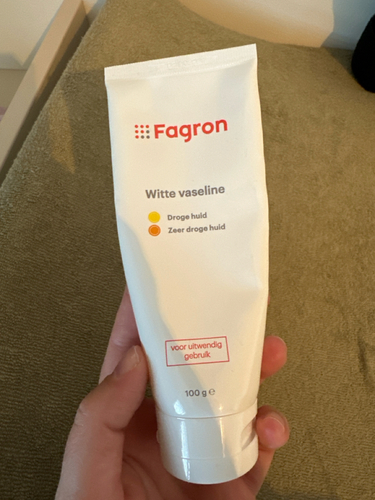 Fagron
Witte vaseline
Droge huid
Zeer droge huid
voor uitwendig
gebruik
100 g ℮